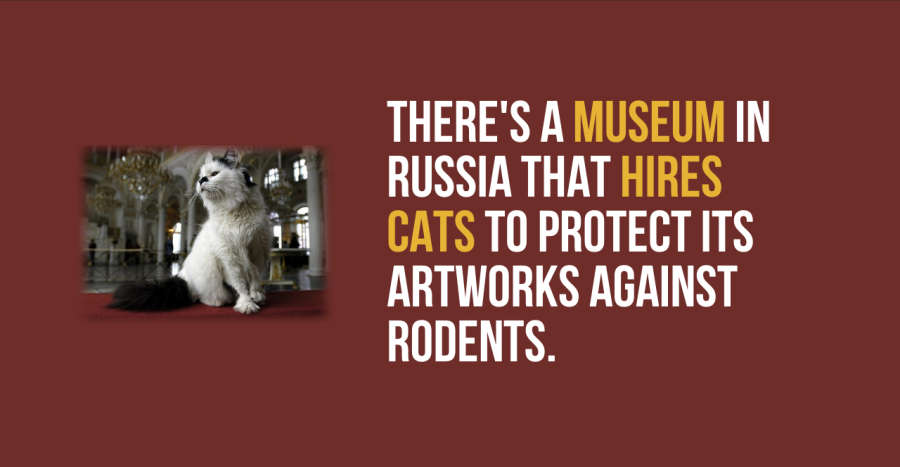 THERE'S A MUSEUM IN
RUSSIA THAT HIRES
CATS TO PROTECT ITS
ARTWORKS AGAINST
RODENTS.